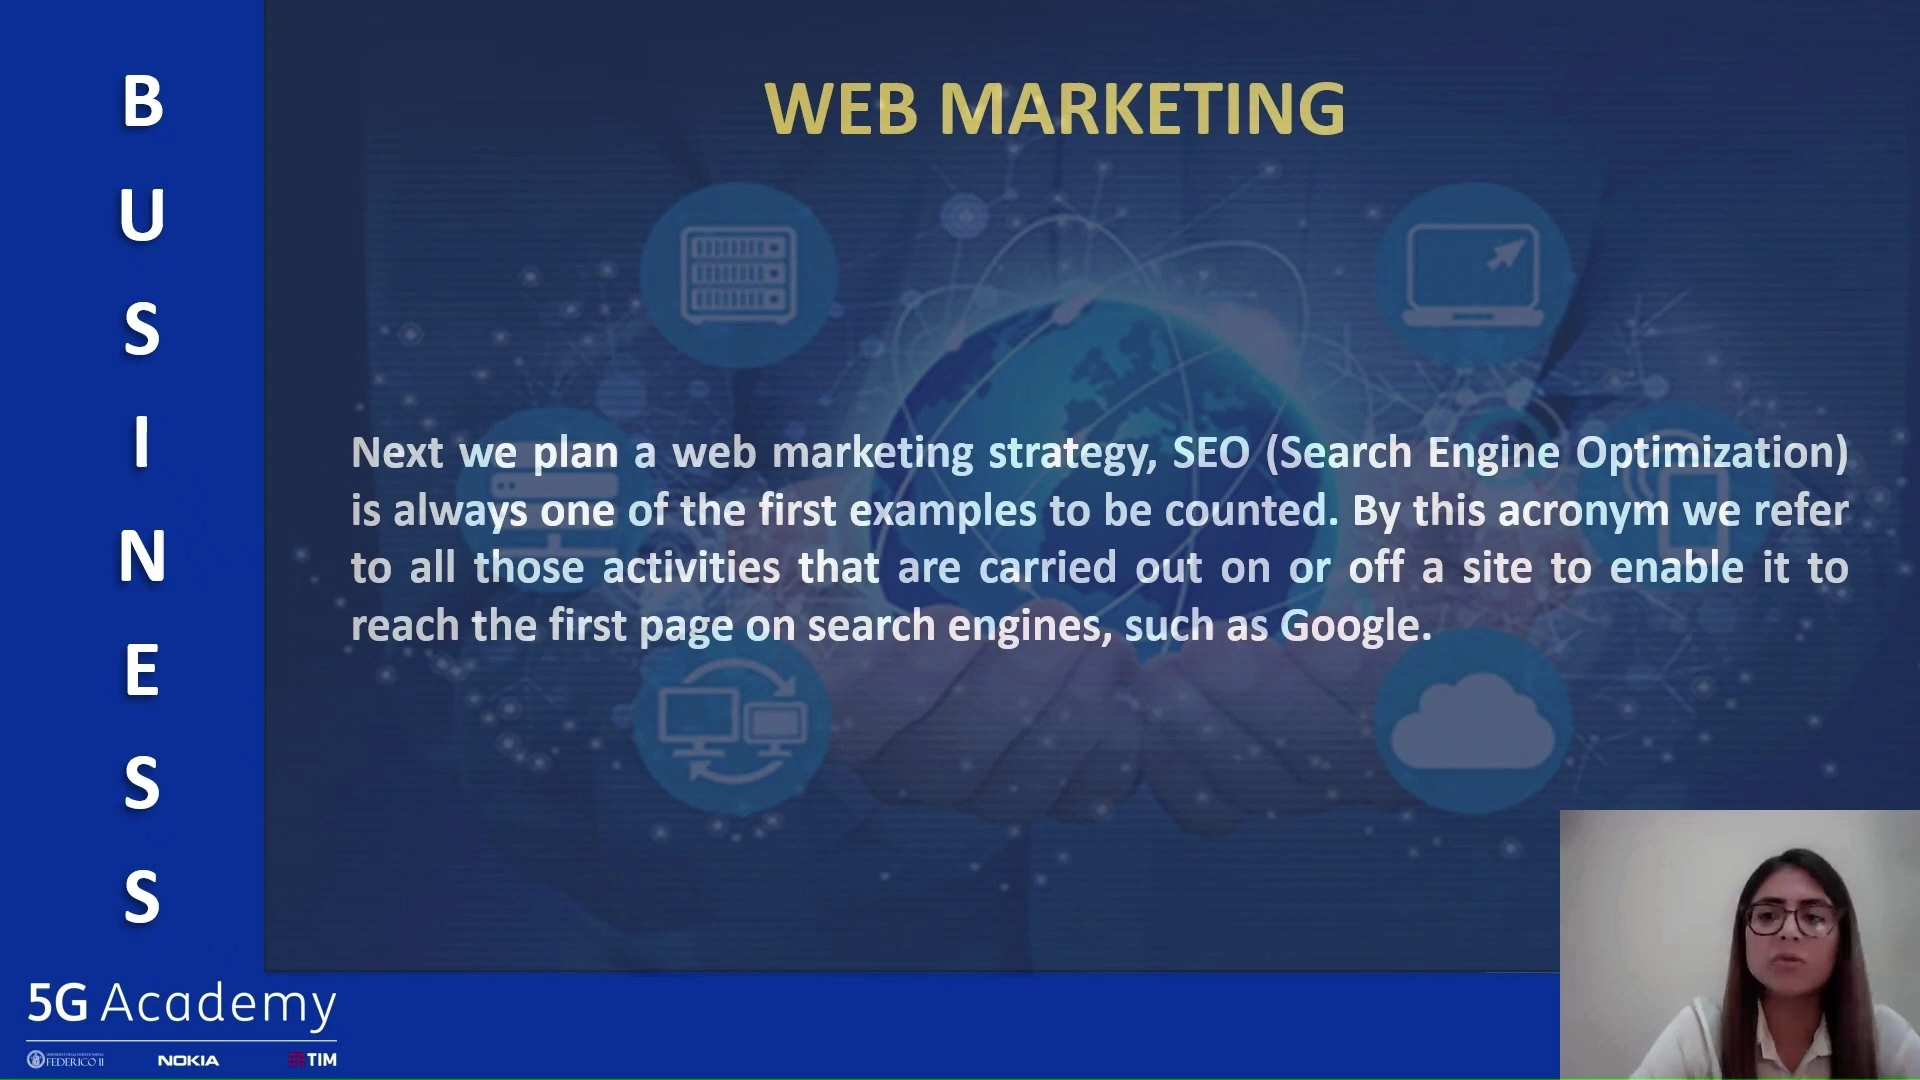 B
U
S
I
N
E
S
S
WEB MARKETING
Next we plan a web marketing strategy, SEO (Search Engine Optimization)
is always one of the first examples to be counted. By this acronym we refer
to all those activities that are carried out on or off a site to enable it to
reach the first page on search engines, such as Google.
5G Academy
FEDERICO II
NOKIA
TIM